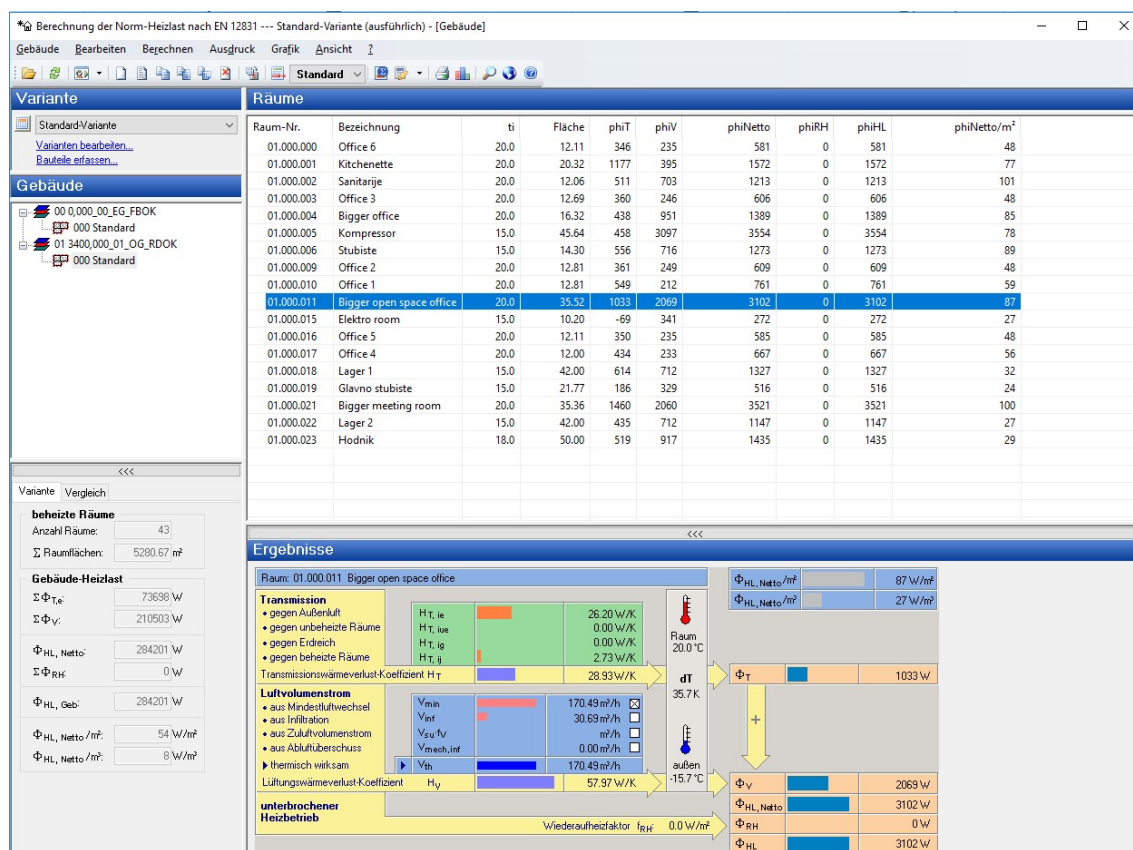 *Berechnung der Norm-Heizlast nach EN 12831 --- Standard-Variante (ausführlich) - [Gebäude]
Gebäude Bearbeiten Berechnen Ausdruck Grafik Ansicht ?
Standard
Variante
Standard-Variante
Varianten bearbeiten...
Bauteile erfassen...
Gebäude
00 0,000_00_EG_FBOK
000 Standard
01 3400,000_01_OG_RDOK
000 Standard
Räume
Raum-Nr. Bezeichnung ti Fläche phiT phiV phiNetto phiRH phiHL phiNetto/m²
01.000.000 Office 6 20.0 12.11 346 235 581 0 581 48
01.000.001 Kitchenette 20.0 20.32 1177 395 1572 0 1572 77
01.000.002 Sanitarije 20.0 12.06 511 703 1213 0 1213 101
01.000.003 Office 3 20.0 12.69 360 246 606 0 606 48
01.000.004 Bigger office 20.0 16.32 438 951 1389 0 1389 85
01.000.005 Kompressor 15.0 45.64 458 3097 3554 0 3554 78
01.000.006 Stubiste 15.0 14.30 556 716 1273 0 1273 89
01.000.009 Office 2 20.0 12.81 361 249 609 0 609 48
01.000.010 Office 1 20.0 12.81 549 212 761 0 761 59
01.000.011 Bigger open space office 20.0 35.52 1033 2069 3102 0 3102 87
01.000.015 Elektro room 15.0 10.20 -69 341 272 0 272 27
01.000.016 Office 5 20.0 12.11 350 235 585 0 585 48
01.000.017 Office 4 20.0 12.00 434 233 667 0 667 56
01.000.018 Lager 1 15.0 42.00 614 712 1327 0 1327 32
01.000.019 Glavno stubiste 15.0 21.77 186 329 516 0 516 24
01.000.021 Bigger meeting room 20.0 35.36 1460 2060 3521 0 3521 100
01.000.022 Lager 2 15.0 42.00 435 712 1147 0 1147 27
01.000.023 Hodnik 18.0 50.00 519 917 1435 0 1435 29
<<<
Variante Vergleich
beheizte Räume
Anzahl Räume: 43
Σ Raumflächen: 5280.67 m²
Gebäude-Heizlast
ΣΦT,e: 73698 W
ΣΦV: 210503 W
ΦHL, Netto: 284201 W
ΣΦRH: 0 W
ΦHL, Geb: 284201 W
ΦHL, Netto/m²: 54 W/m²
ΦHL, Netto/m³: 8 W/m³
<<<
Ergebnisse
Raum: 01.000.011 Bigger open space office
ΦHL,Netto/m² 87 W/m²
ΦHL,Netto/m³ 27 W/m³
Transmission
• gegen Außenluft HT, ie 26.20 W/K
• gegen unbeheizte Räume HT, iue 0.00 W/K
• gegen Erdreich HT, ig 0.00 W/K
• gegen beheizte Räume HT, ij 2.73 W/K
Transmissionswärmeverlust-Koeffizient HT 28.93 W/K
Raum
20.0 °C
dT
35.7 K
außen
-15.7 °C
ΦT 1033 W
+
Luftvolumenstrom
• aus Mindestluftwechsel Vmin 170.49 m³/h
• aus Infiltration Vinf 30.69 m³/h
• aus Zuluftvolumenstrom Vsu·fV m³/h
• aus Abluftüberschuss Vmech,inf 0.00 m³/h
thermisch wirksam Vth 170.49 m³/h
Lüftungswärmeverlust-Koeffizient HV 57.97 W/K
ΦV 2069 W
ΦHL, Netto 3102 W
unterbrochener
Heizbetrieb
Wiederaufheizfaktor fRH: 0.0 W/m²
ΦRH 0 W
ΦHL 3102 W